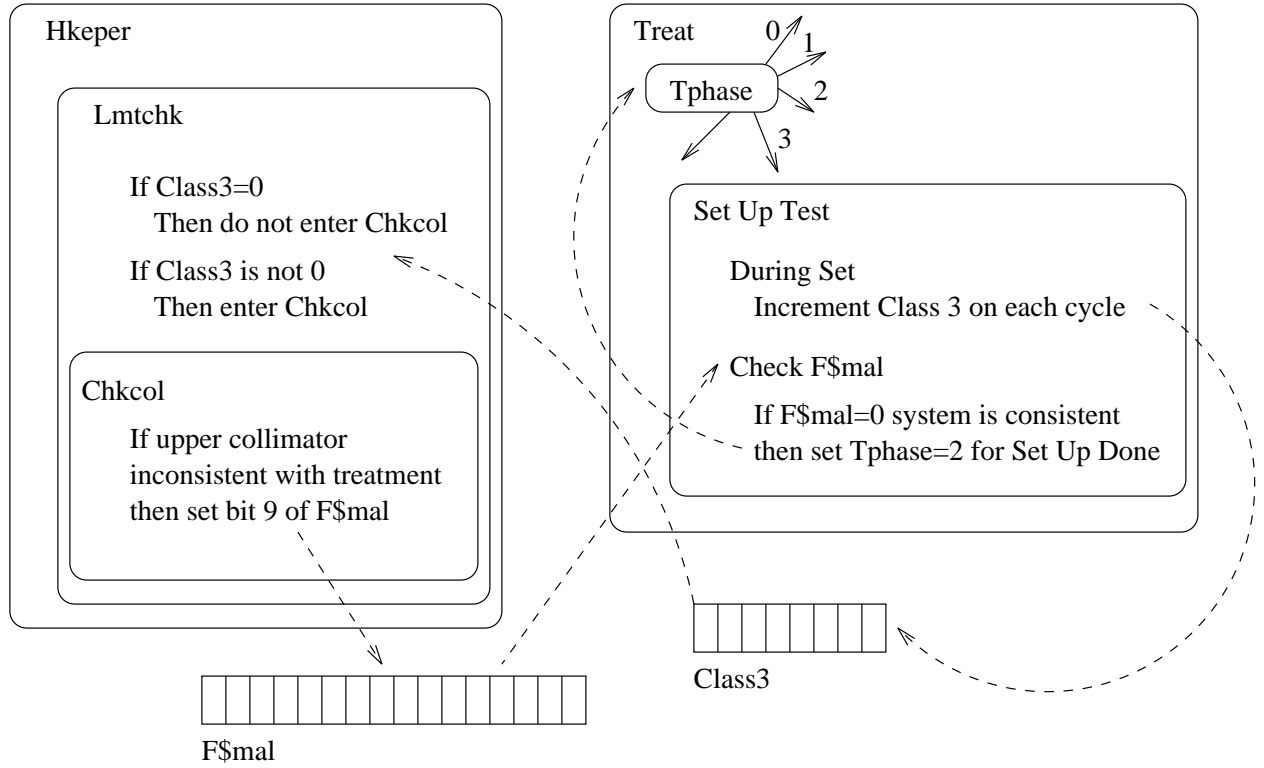 Hkeper
Lmtchk
If Class3=0
Then do not enter Chkcol
If Class3 is not 0
Then enter Chkcol
Chkcol
If upper collimator
inconsistent with treatment
then set bit 9 of F$mal
F$mal
Treat
Tphase
0
1
2
3
Set Up Test
During Set
Increment Class 3 on each cycle
Check F$mal
If F$mal=0 system is consistent
then set Tphase=2 for Set Up Done
Class3